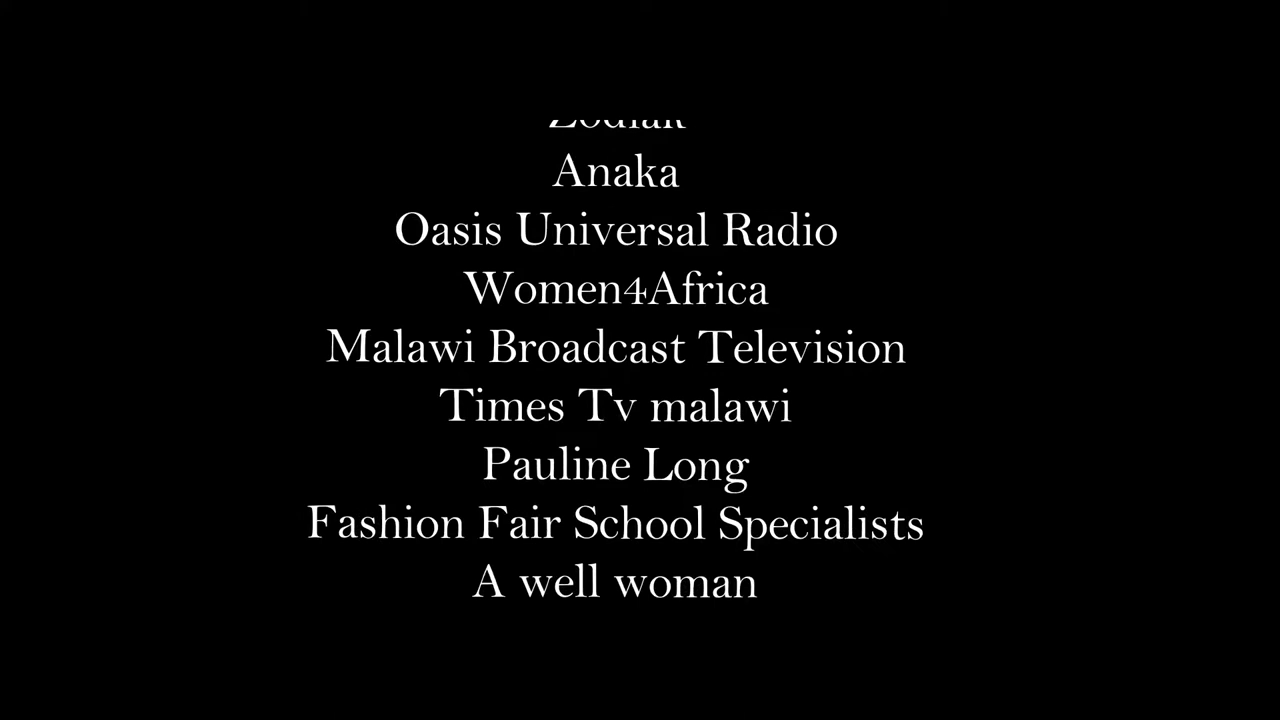 Zodiak
Anaka
Oasis Universal Radio
Women4Africa
Malawi Broadcast Television
Times Tv malawi
Pauline Long
Fashion Fair School Specialists
A well woman